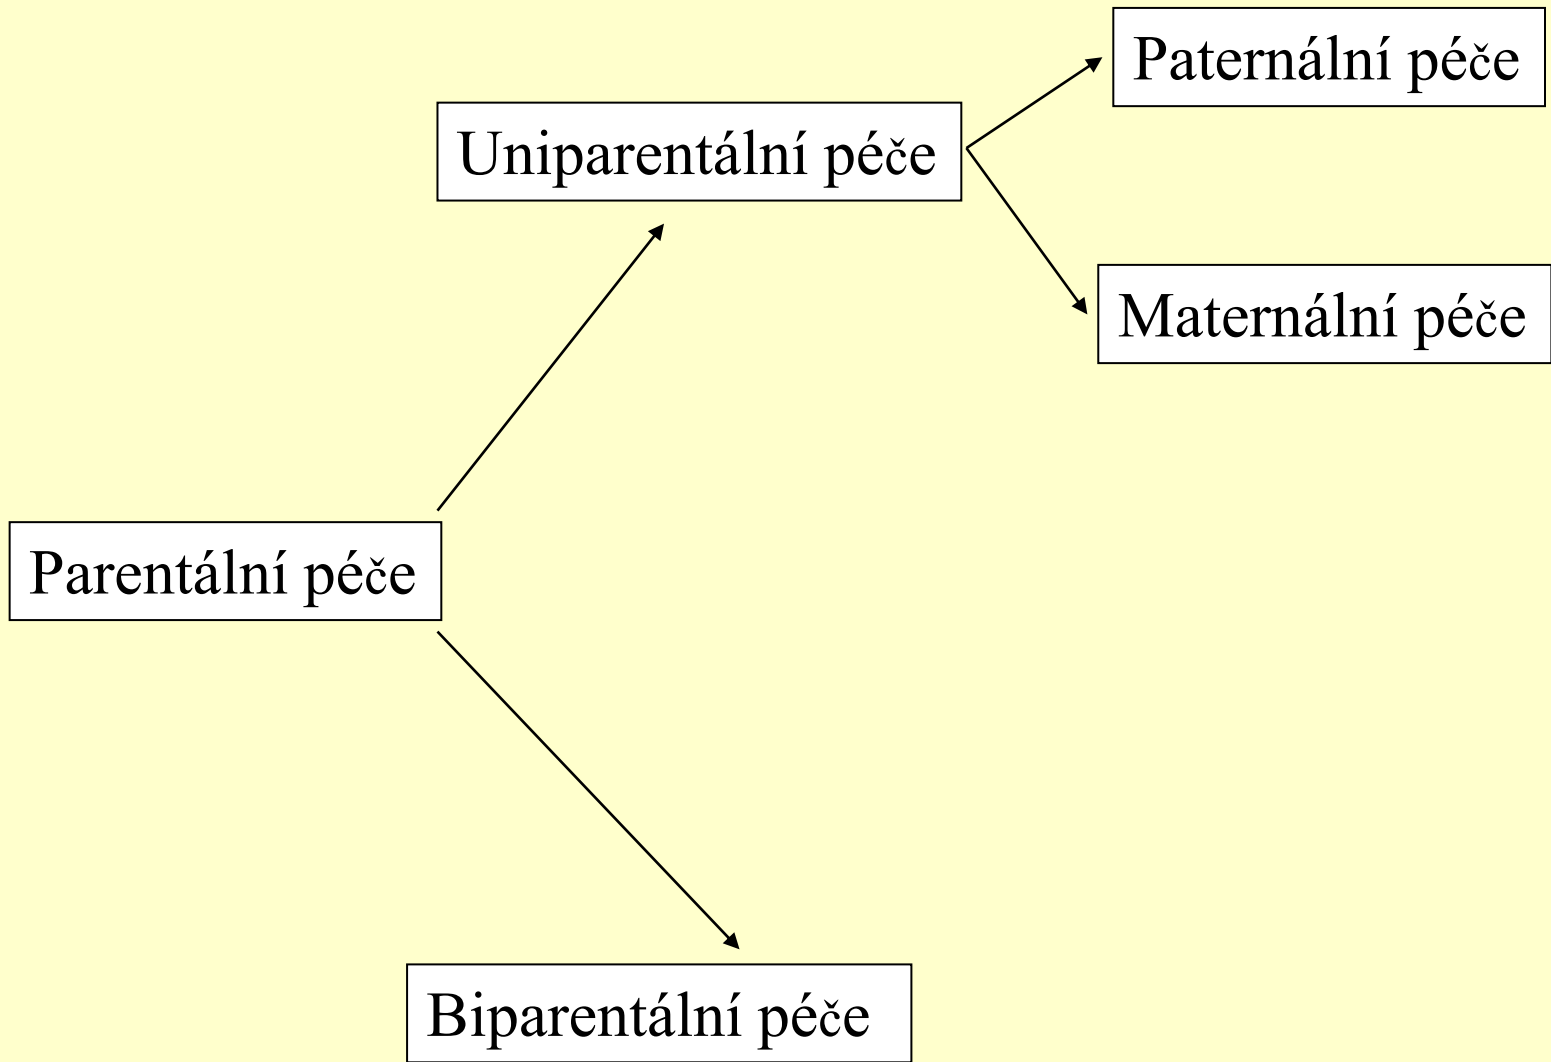 Paternální péče
Uniparentální péče
Maternální péče
Parentální péče
Biparentální péče